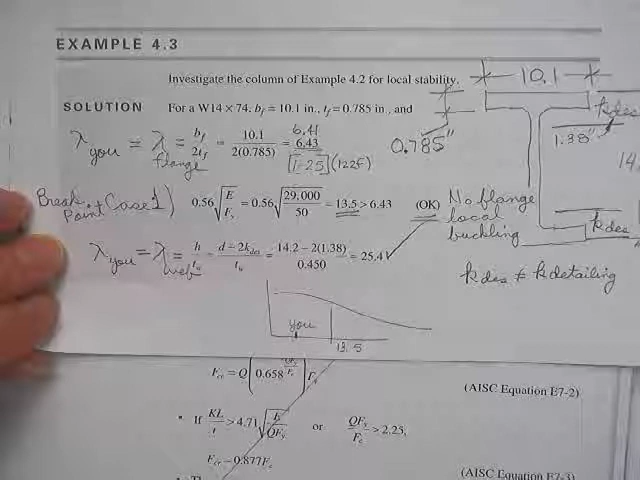 EXAMPLE 4.3
Investigate the column of Example 4.2 for local stability.
10.1
SOLUTION For a W14 × 74, bf = 10.1 in., tf = 0.785 in., and
kdes
λyou = λflange = bf/2tf = 10.1/2(0.785) = 6.43
6.41
[1-25] (122F)
0.785"
1.38"
14.
Break Point + Case 1) 0.56√E/Fy = 0.56√29,000/50 = 13.5 > 6.43 (OK)
No flange
local
buckling
kdes
λyou = λweb = h/tw = d − 2kdes/tw = 14.2 − 2(1.38)/0.450 = 25.4
kdes ≠ kdetailing
you
13.5
Fcr = Q(0.658^QFy/Fe)Fy
(AISC Equation E7-2)
• If KL/r > 4.71√E/QFy or QFy/Fe > 2.25,
Fcr = 0.877Fe
(AISC Equation E7-3)